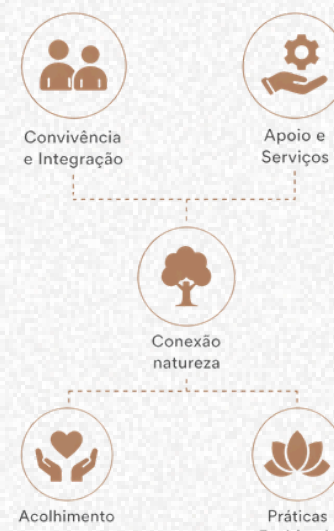 Convivência
e Integração
Apoio e
Serviços
Conexão
natureza
Acolhimento
Práticas